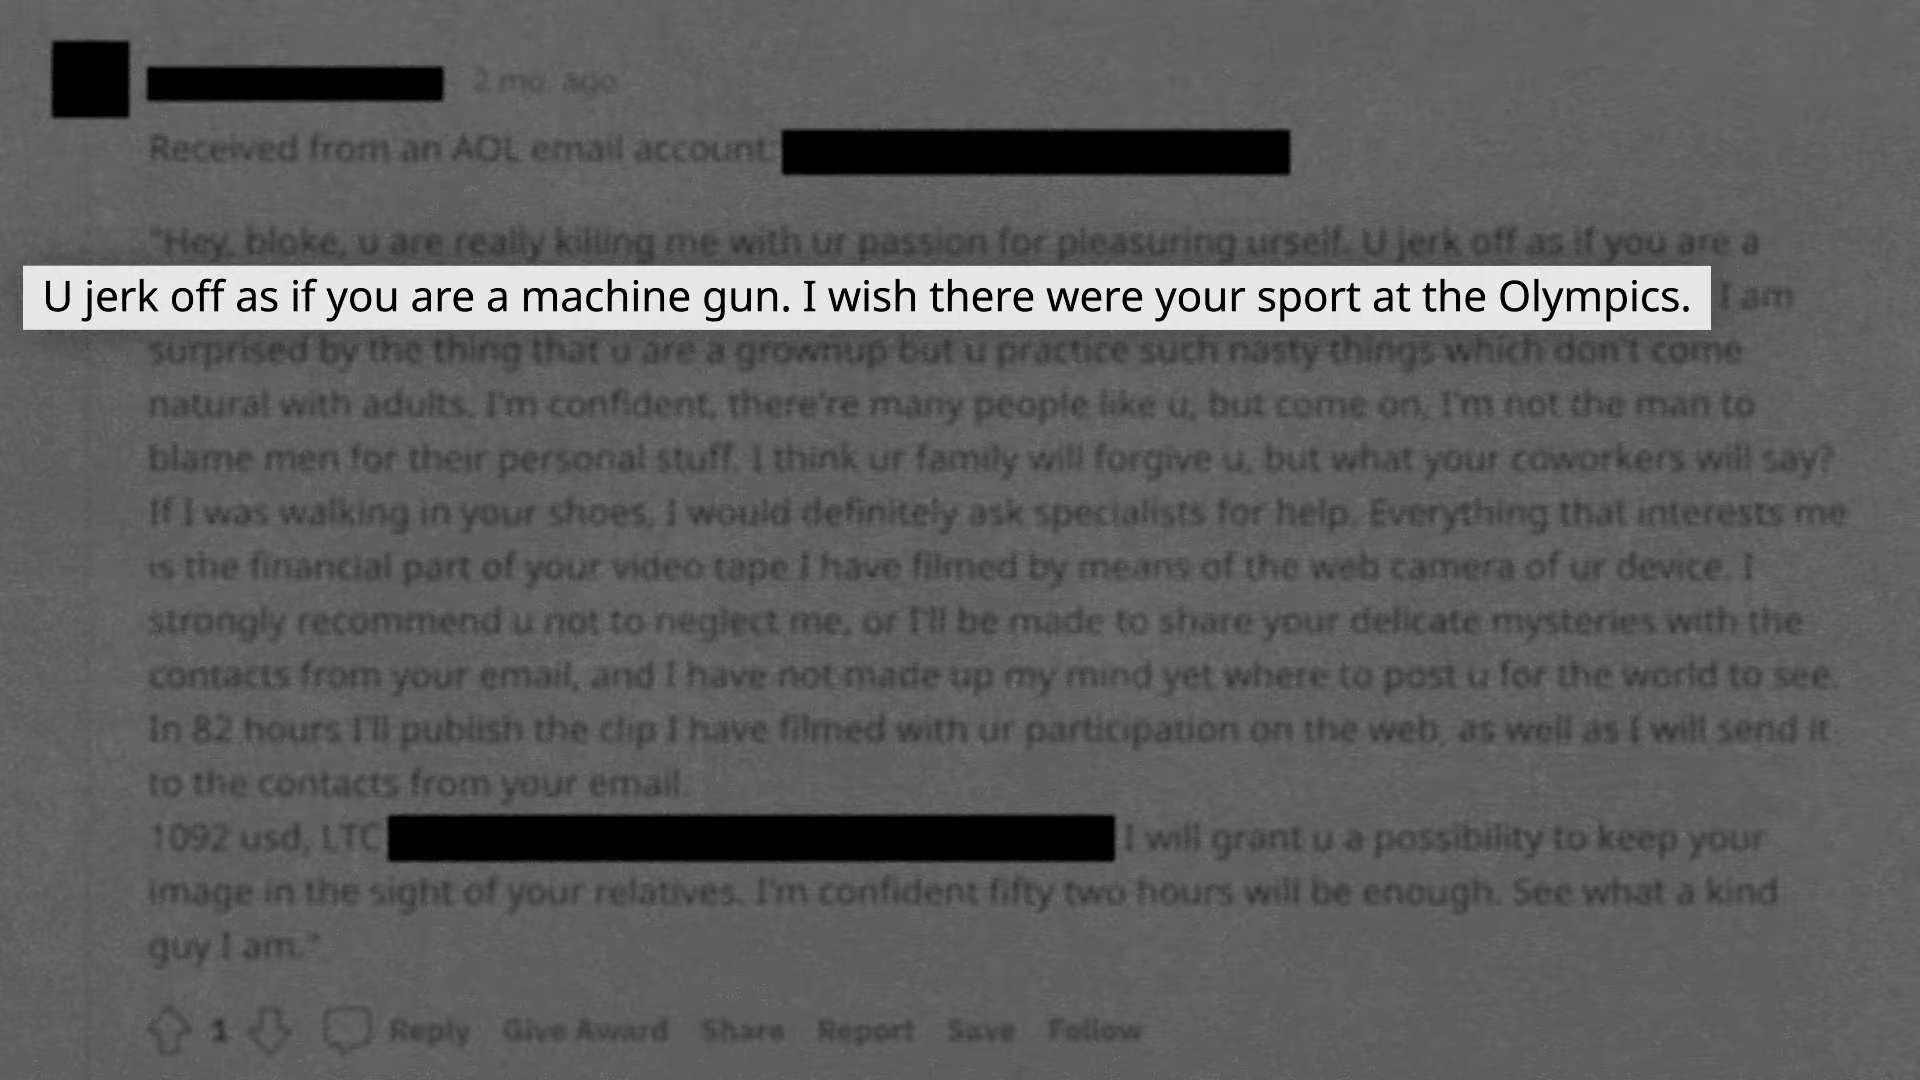 2 mo. ago
Received from an AOL email account:
"Hey, bloke, u are really killing me with ur passion for pleasuring urself. U jerk off as if you are a
U jerk off as if you are a machine gun. I wish there were your sport at the Olympics.
I am
surprised by the thing that u are a grownup but u practice such nasty things which don't come
natural with adults. I'm confident, there're many people like u, but come on, I'm not the man to
blame men for their personal stuff. I think ur family will forgive u, but what your coworkers will say?
If I was walking in your shoes, I would definitely ask specialists for help. Everything that interests me
is the financial part of your video tape I have filmed by means of the web camera of ur device. I
strongly recommend u not to neglect me, or I'll be made to share your delicate mysteries with the
contacts from your email, and I have not made up my mind yet where to post u for the world to see.
In 82 hours I'll publish the clip I have filmed with ur participation on the web, as well as I will send it
to the contacts from your email.
1092 usd, LTC I will grant u a possibility to keep your
image in the sight of your relatives. I'm confident fifty two hours will be enough. See what a kind
guy I am."
1 Reply Give Award Share Report Save Follow